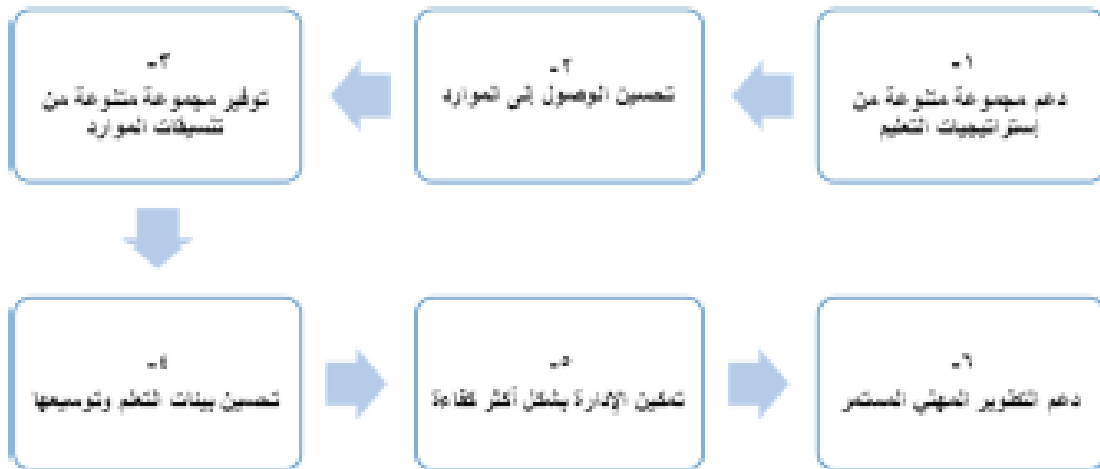 ١-
دعم مجموعة متنوعة من
إستراتيجيات التعليم
٢-
تحسين الوصول إلى الموارد
٣-
توفير مجموعة متنوعة من
تنسيقات الموارد
٤-
تحسين بيئات التعلم وتوسيعها
٥-
تمكين الإدارة بشكل أكثر كفاءة
٦-
دعم التطوير المهني المستمر